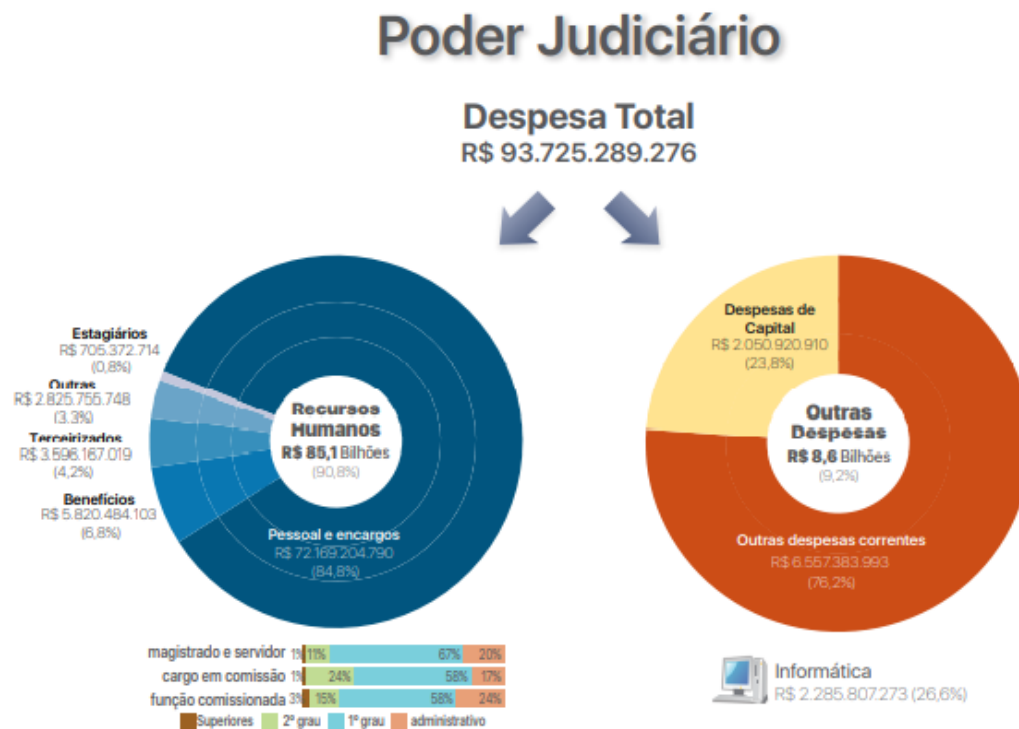 Poder Judiciário
Despesa Total
R$ 93.725.289.276
Estagiários
R$ 705.372.714
(0,8%)
Outras
R$ 2.825.755.748
(3.3%)
Terceirizados
R$ 3.596.167.019
(4,2%)
Benefícios
R$ 5.820.484.103
(6,8%)
Recursos
Humanos
R$ 85,1 Bilhões
(90,8%)
Pessoal e encargos
R$ 72.169.204.790
(84,8%)
Despesas de
Capital
R$ 2.050.920.910
(23,8%)
Outras
Despesas
R$ 8,6 Bilhões
(9,2%)
Outras despesas correntes
R$ 6.557.383.993
(76,2%)
magistrado e servidor 1% 11% 67% 20%
cargo em comissão 1% 24% 58% 17%
função comissionada 3% 15% 58% 24%
Superiores 2º grau 1º grau administrativo
Informática
R$ 2.285.807.273 (26,6%)